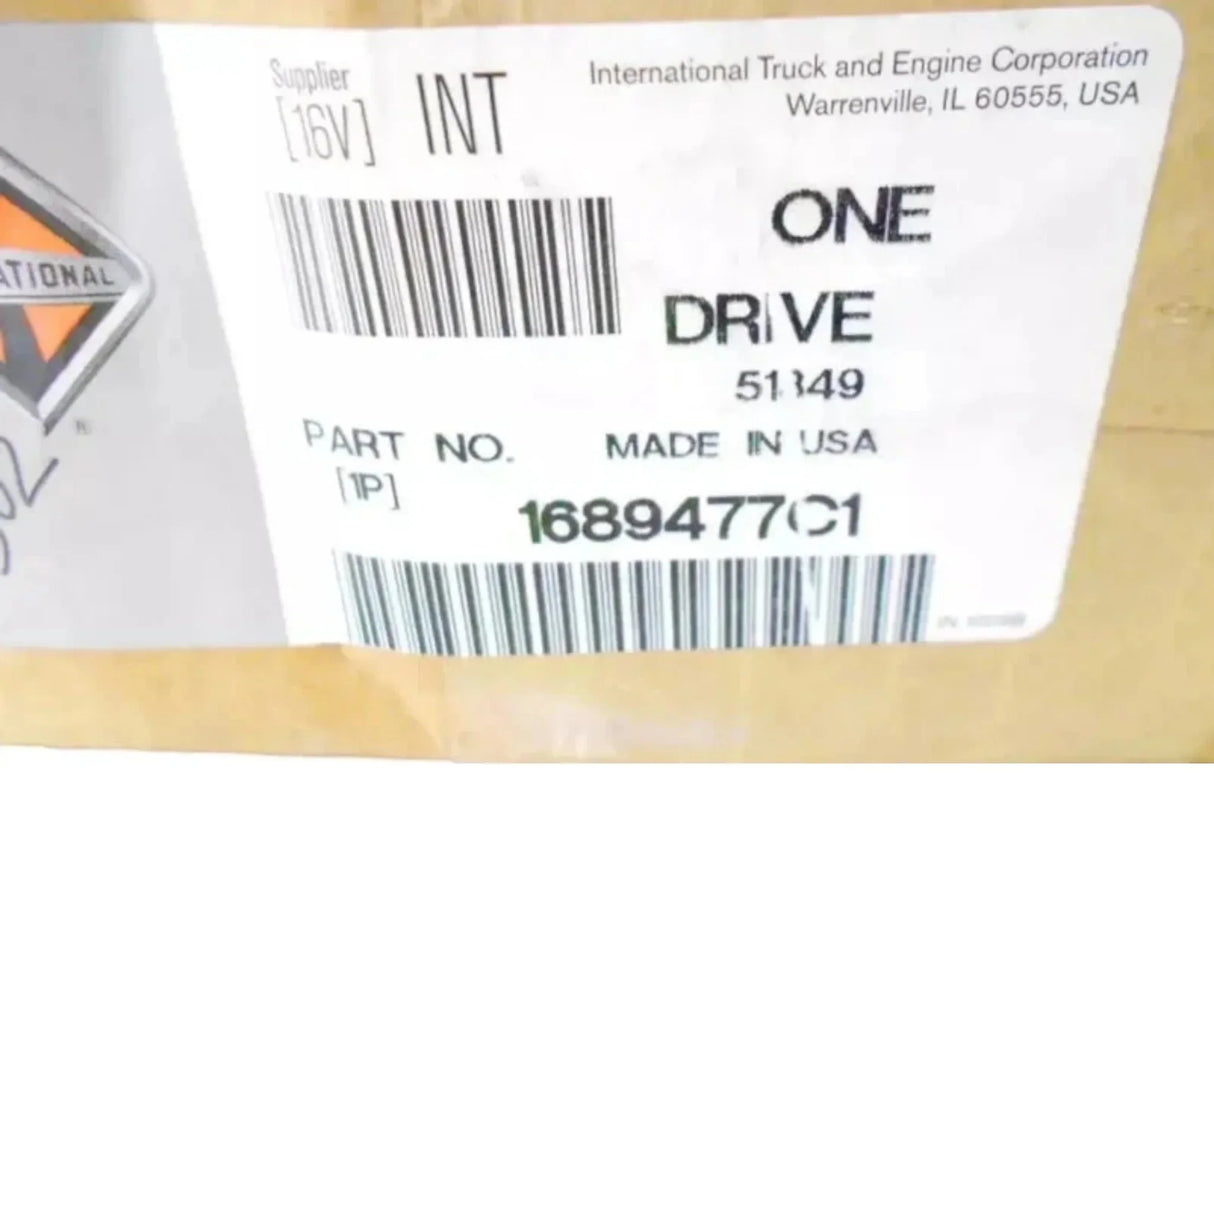 Supplier
[16V] INT
International Truck and Engine Corporation
Warrenville, IL 60555, USA
ONE
ATIONAL
DRIVE
PART NO. MADE IN USA
[1P]
1689477C1